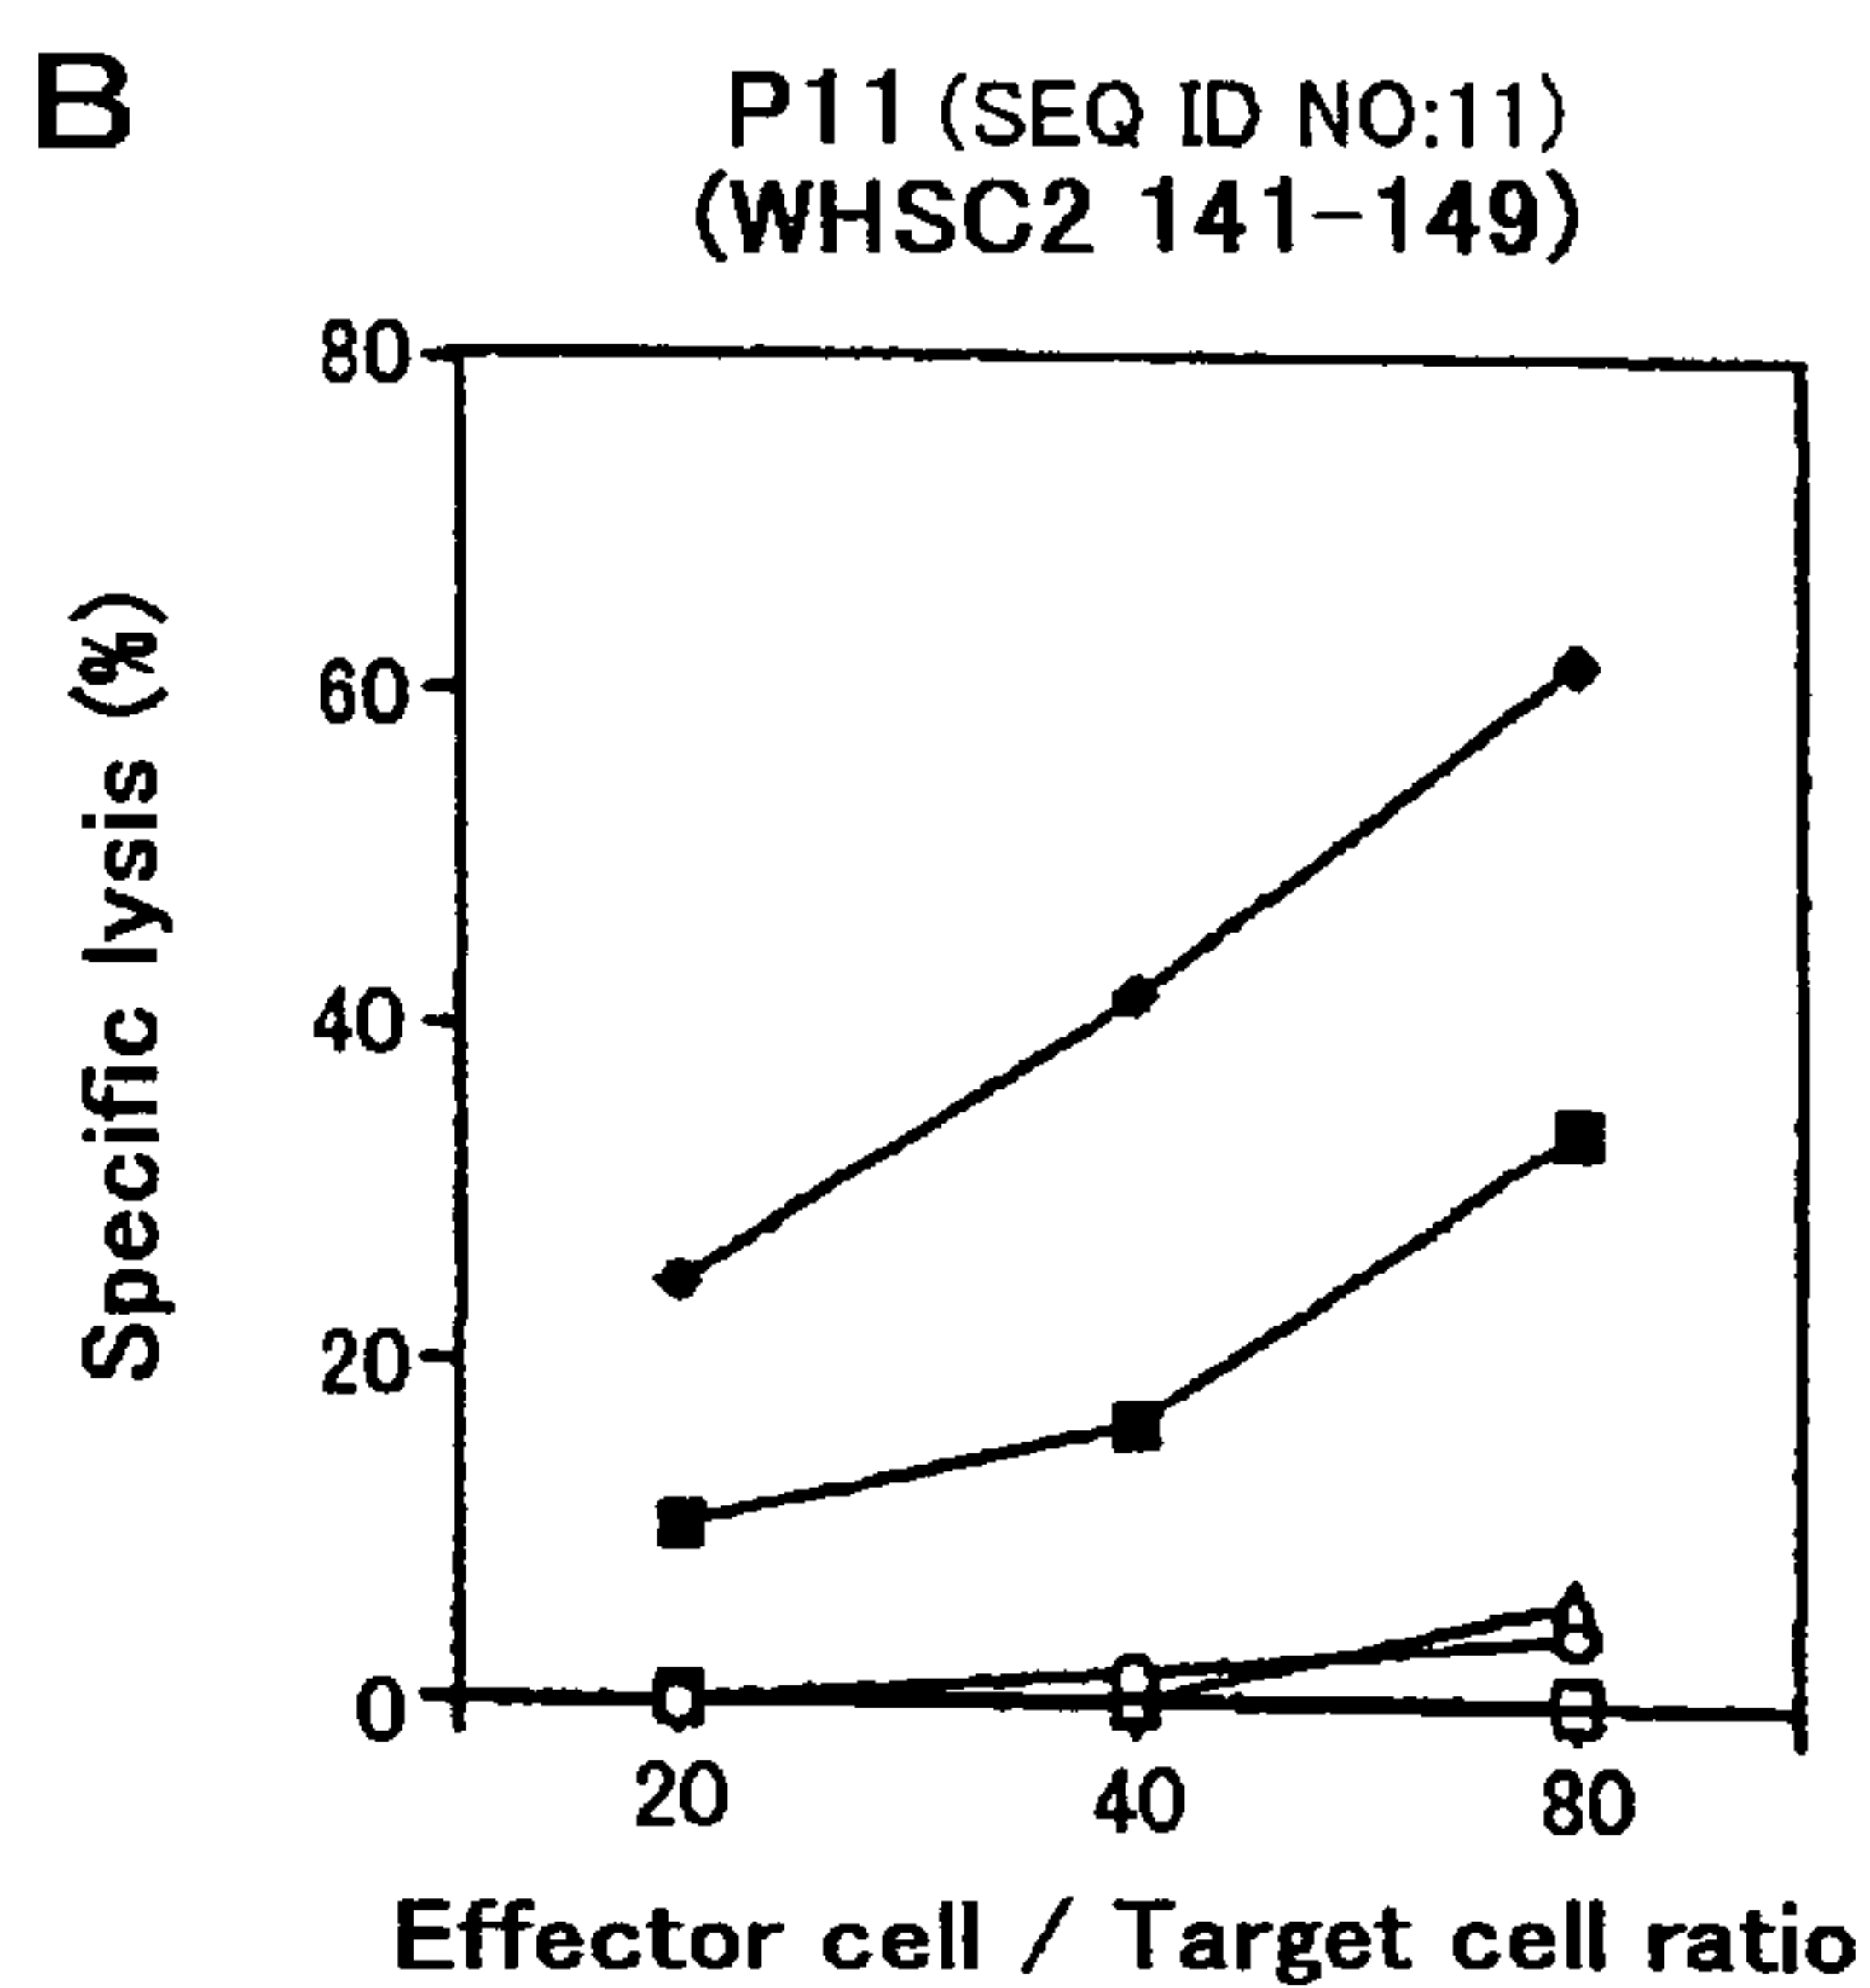 B
P11 (SEQ ID NO:11)
(WHSC2 141-149)
80
60
40
20
0
Specific lysis (%)
20 40 80
Effector cell / Target cell ratio